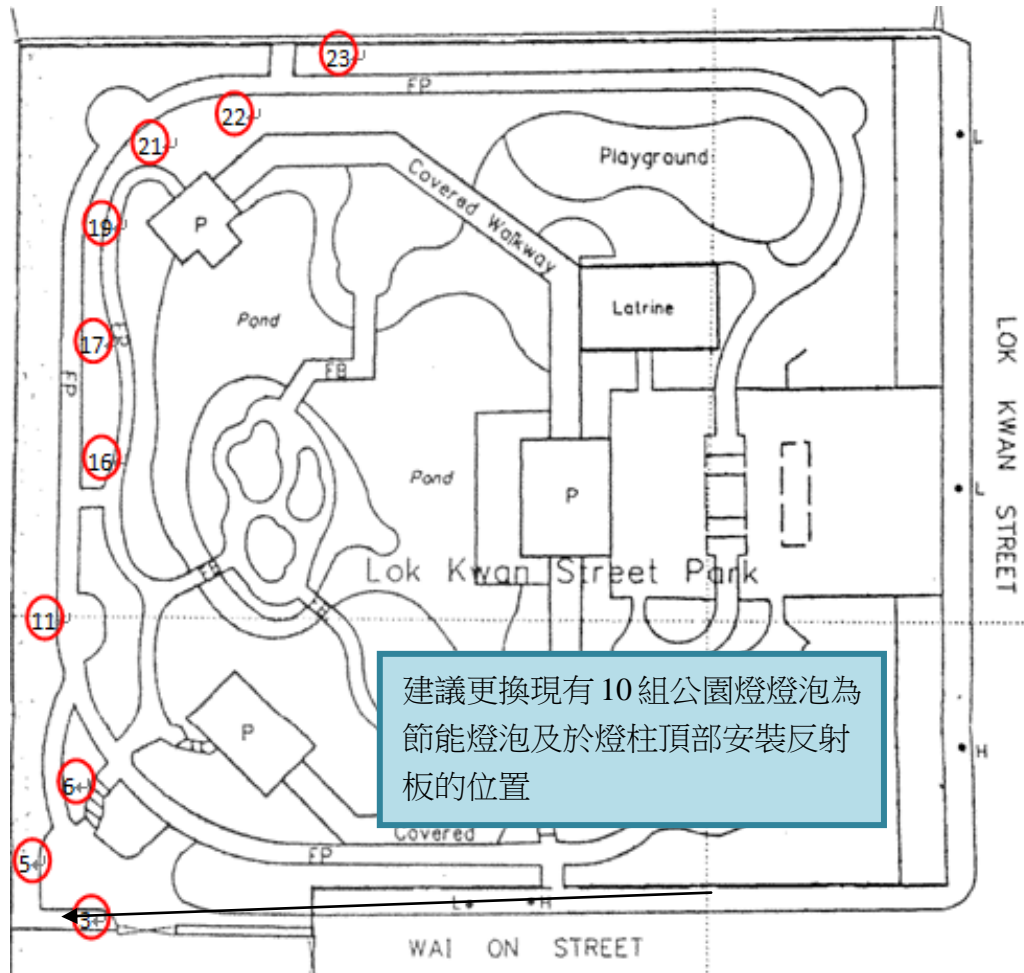 23
FP
22
21
Playground
L
Covered Walkway
19
P
Latrine
Pond
17
LOK KWAN STREET
FB
FP
16
Pond
P
L
Lok Kwan Street Park
11
建議更換現有 10 組公園燈燈泡為
節能燈泡及於燈柱頂部安裝反射
板的位置
P
H
6
Covered
5
FP
3
L
H
WAI ON STREET